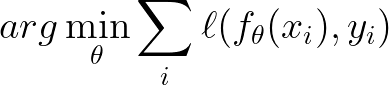 arg min_θ ∑_i ℓ(f_θ(x_i), y_i)